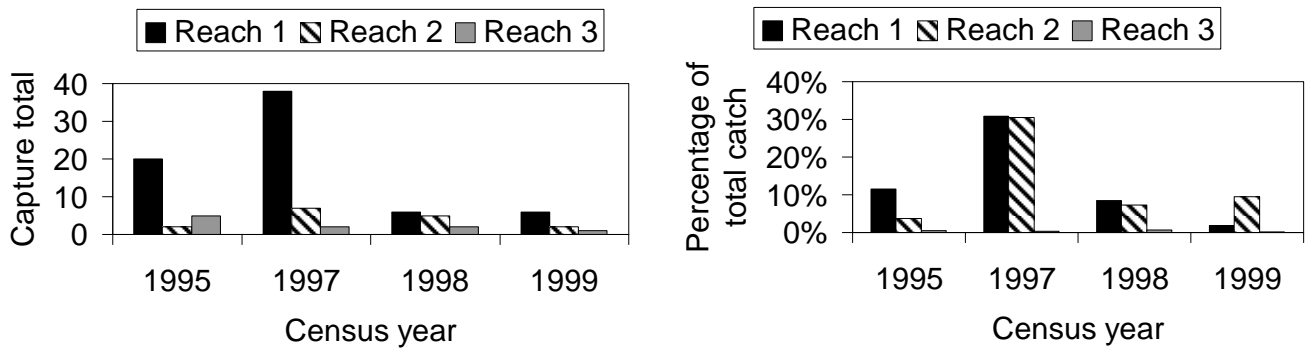 Reach 1 Reach 2 Reach 3
Capture total
40
30
20
10
0
1995 1997 1998 1999
Census year
Reach 1 Reach 2 Reach 3
Percentage of
total catch
40%
30%
20%
10%
0%
1995 1997 1998 1999
Census year